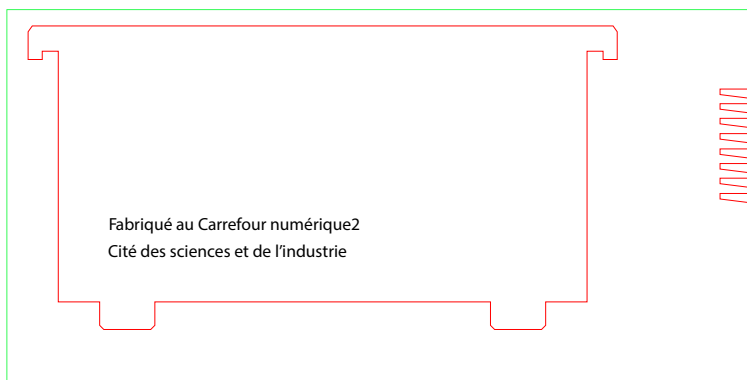 Fabriqué au Carrefour numérique2
Cité des sciences et de l’industrie